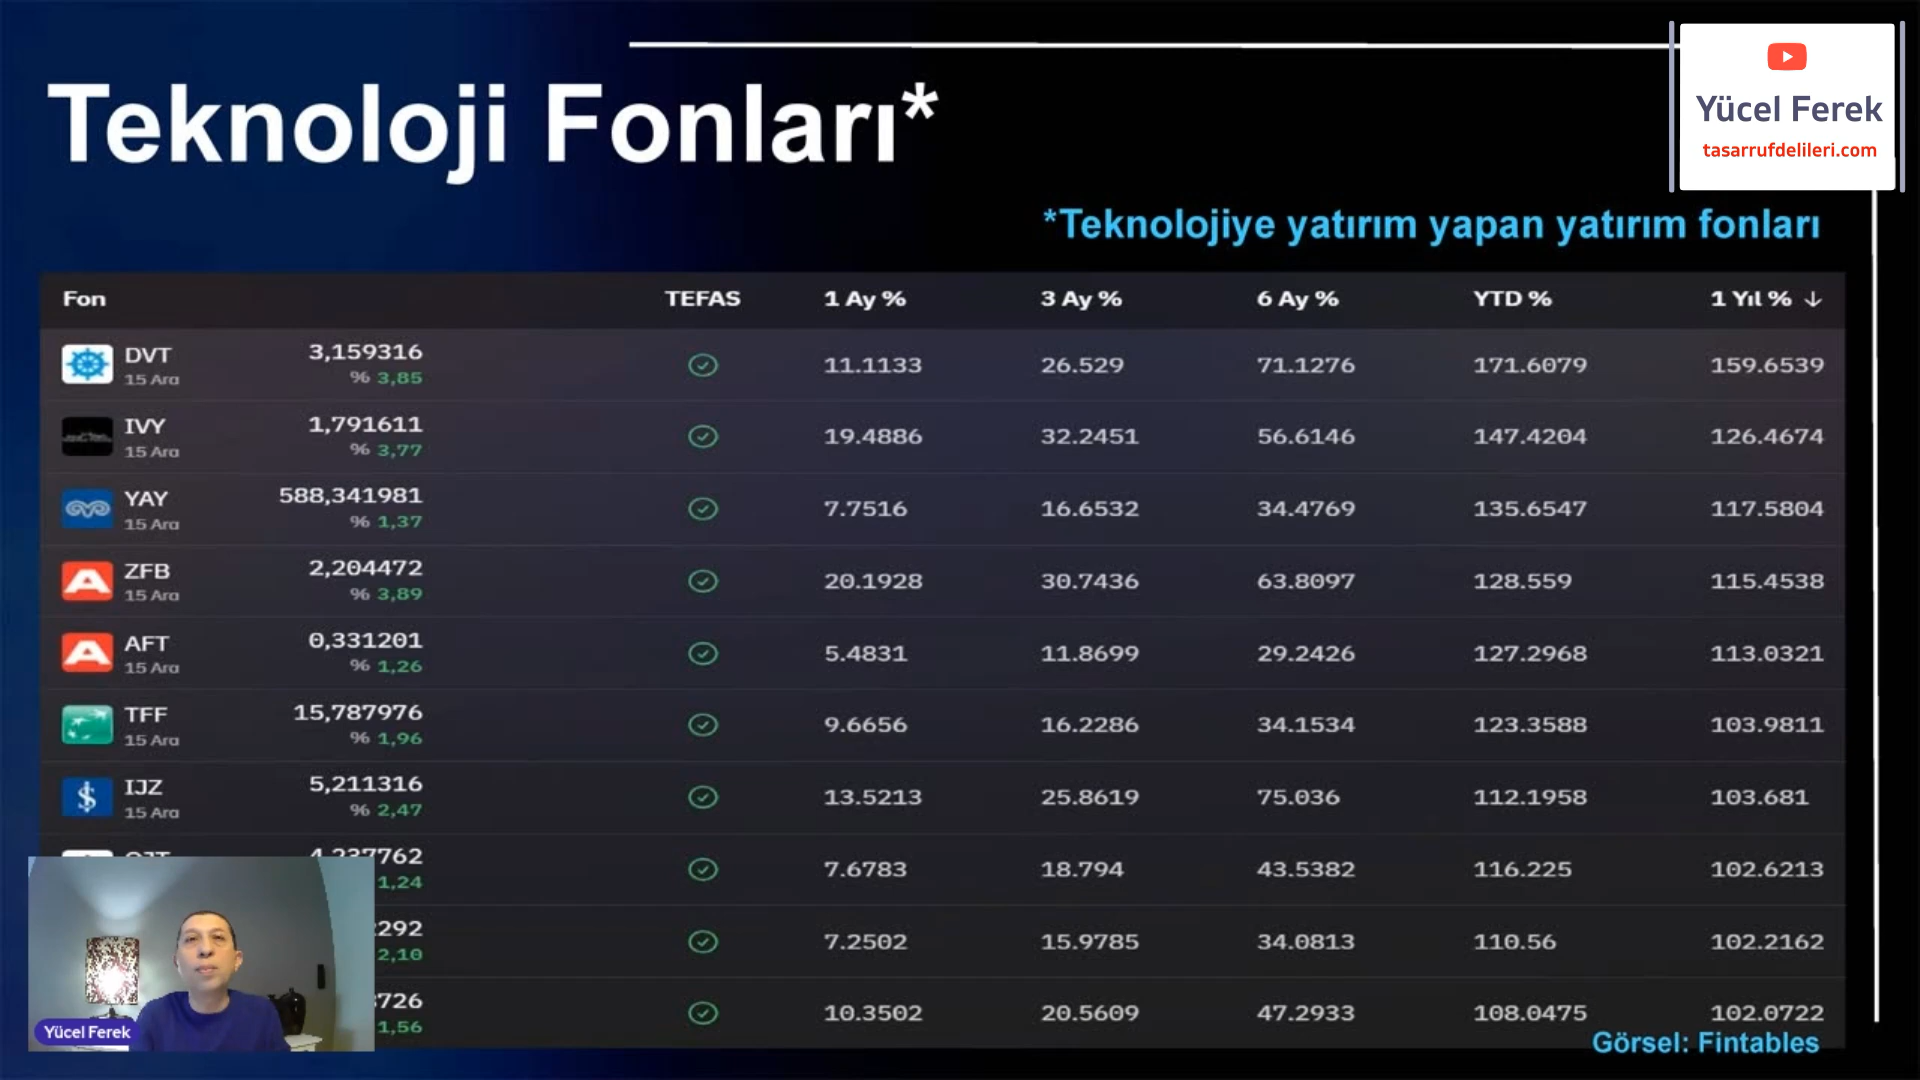 Teknoloji Fonları*
Yücel Ferek
tasarrufdelileri.com
*Teknolojiye yatırım yapan yatırım fonları
Fon TEFAS 1 Ay % 3 Ay % 6 Ay % YTD % 1 Yıl % ↓
DVT 3,159316
15 Ara % 3,85 11.1133 26.529 71.1276 171.6079 159.6539
IVY 1,791611
15 Ara % 3,77 19.4886 32.2451 56.6146 147.4204 126.4674
YAY 588,341981
15 Ara % 1,37 7.7516 16.6532 34.4769 135.6547 117.5804
ZFB 2,204472
15 Ara % 3,89 20.1928 30.7436 63.8097 128.559 115.4538
AFT 0,331201
15 Ara % 1,26 5.4831 11.8699 29.2426 127.2968 113.0321
TFF 15,787976
15 Ara % 1,96 9.6656 16.2286 34.1534 123.3588 103.9811
IJZ 5,211316
15 Ara % 2,47 13.5213 25.8619 75.036 112.1958 103.681
4,237762
1,24 7.6783 18.794 43.5382 116.225 102.6213
292
2,10 7.2502 15.9785 34.0813 110.56 102.2162
726
1,56 10.3502 20.5609 47.2933 108.0475 102.0722
Yücel Ferek
Görsel: Fintables